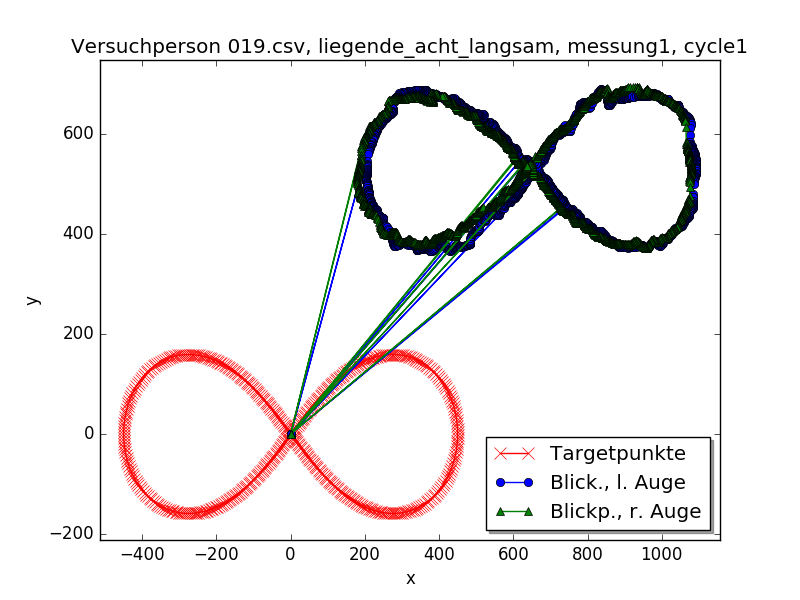 Versuchperson 019.csv, liegende_acht_langsam, messung1, cycle1
y
600
400
200
0
−200
−400
−200
0
200
400
600
800
1000
x
Targetpunkte
Blick., l. Auge
Blickp., r. Auge